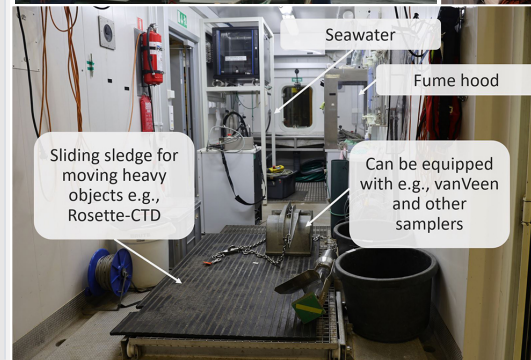 Seawater
Fume hood
Sliding sledge for
moving heavy
objects e.g.,
Rosette-CTD
Can be equipped
with e.g., vanVeen
and other
samplers